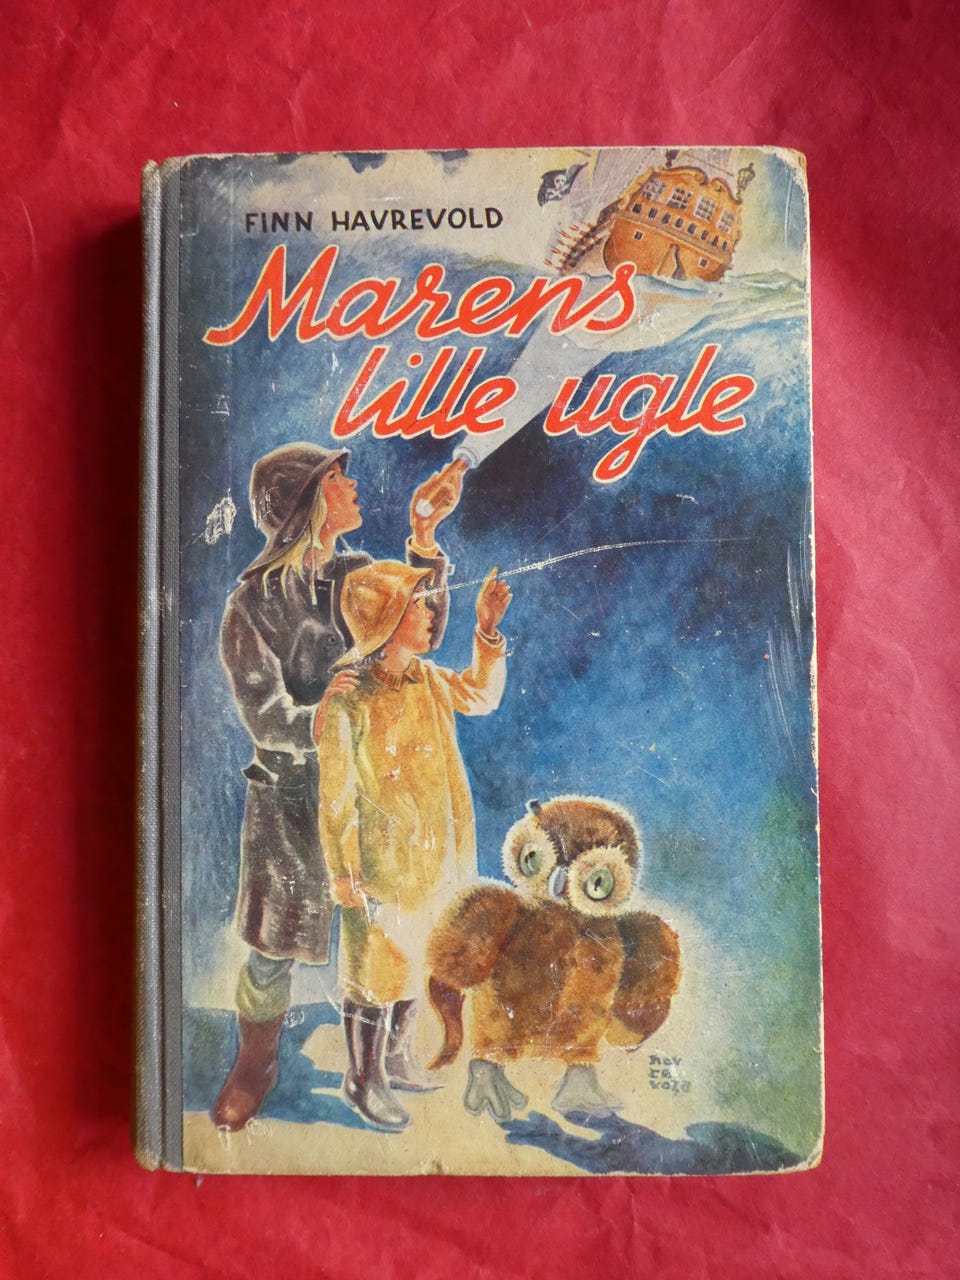 FINN HAVREVOLD
Marens
lille ugle
hav
re
vold